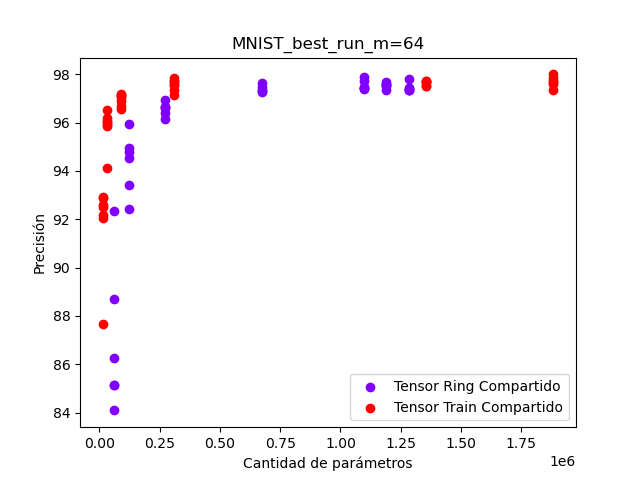 MNIST_best_run_m=64
98
96
94
92
90
88
86
84
Precisión
0.00 0.25 0.50 0.75 1.00 1.25 1.50 1.75
1e6
Cantidad de parámetros
Tensor Ring Compartido
Tensor Train Compartido